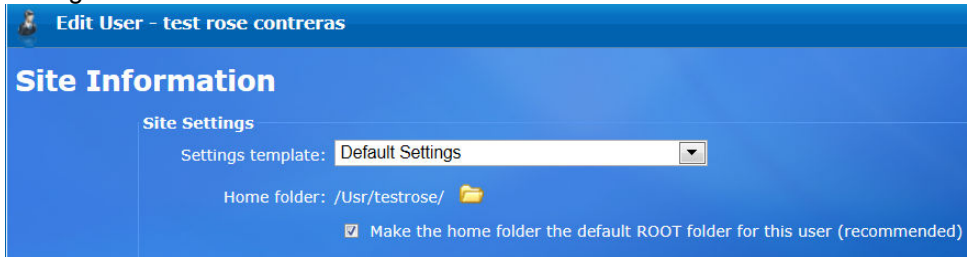 Edit User - test rose contreras
Site Information
Site Settings
Settings template: Default Settings
Home folder: /Usr/testrose/
Make the home folder the default ROOT folder for this user (recommended)